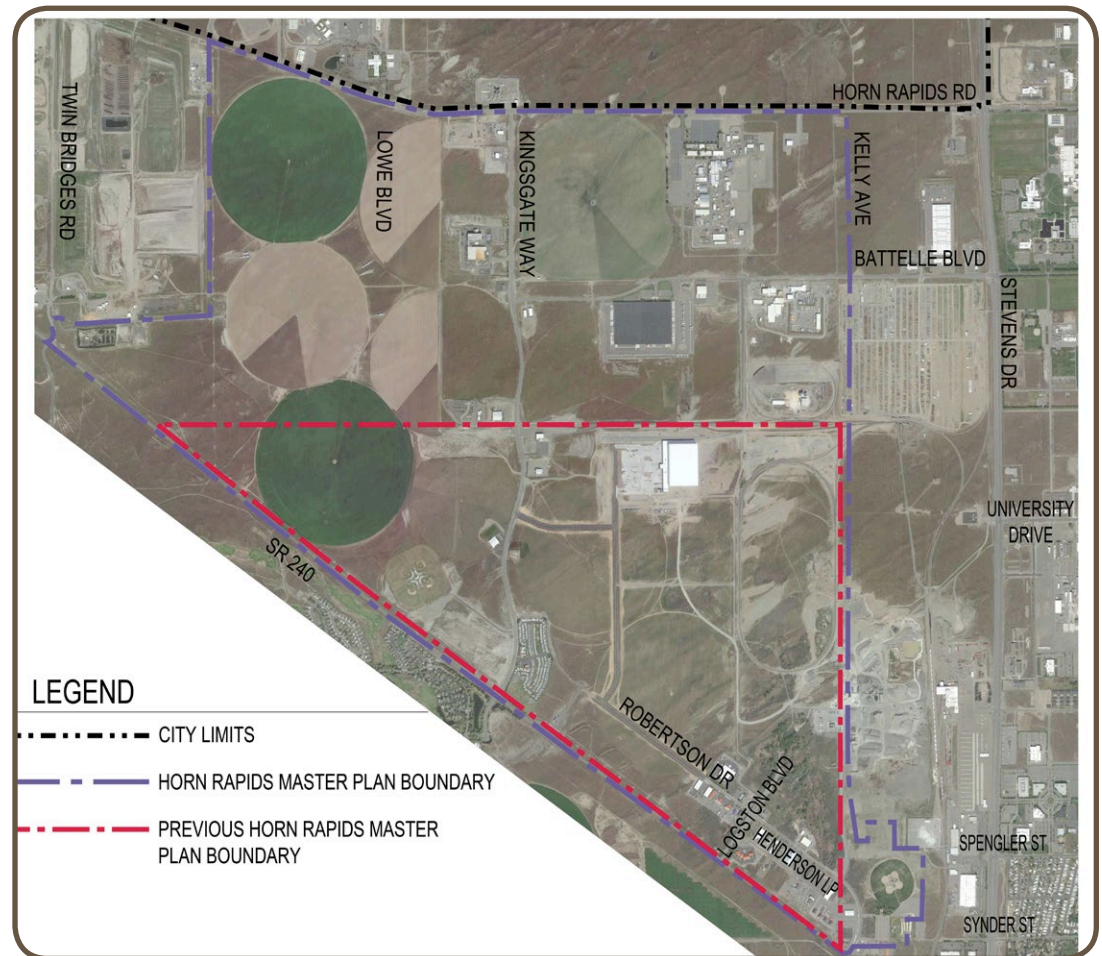 HORN RAPIDS RD
TWIN BRIDGES RD
LOWE BLVD
KINGSGATE WAY
KELLY AVE
BATTELLE BLVD
STEVENS DR
UNIVERSITY
DRIVE
SR 240
ROBERTSON DR
LOGSTON BLVD
HENDERSON LP
SPENGLER ST
SYNDER ST
LEGEND
CITY LIMITS
HORN RAPIDS MASTER PLAN BOUNDARY
PREVIOUS HORN RAPIDS MASTER
PLAN BOUNDARY